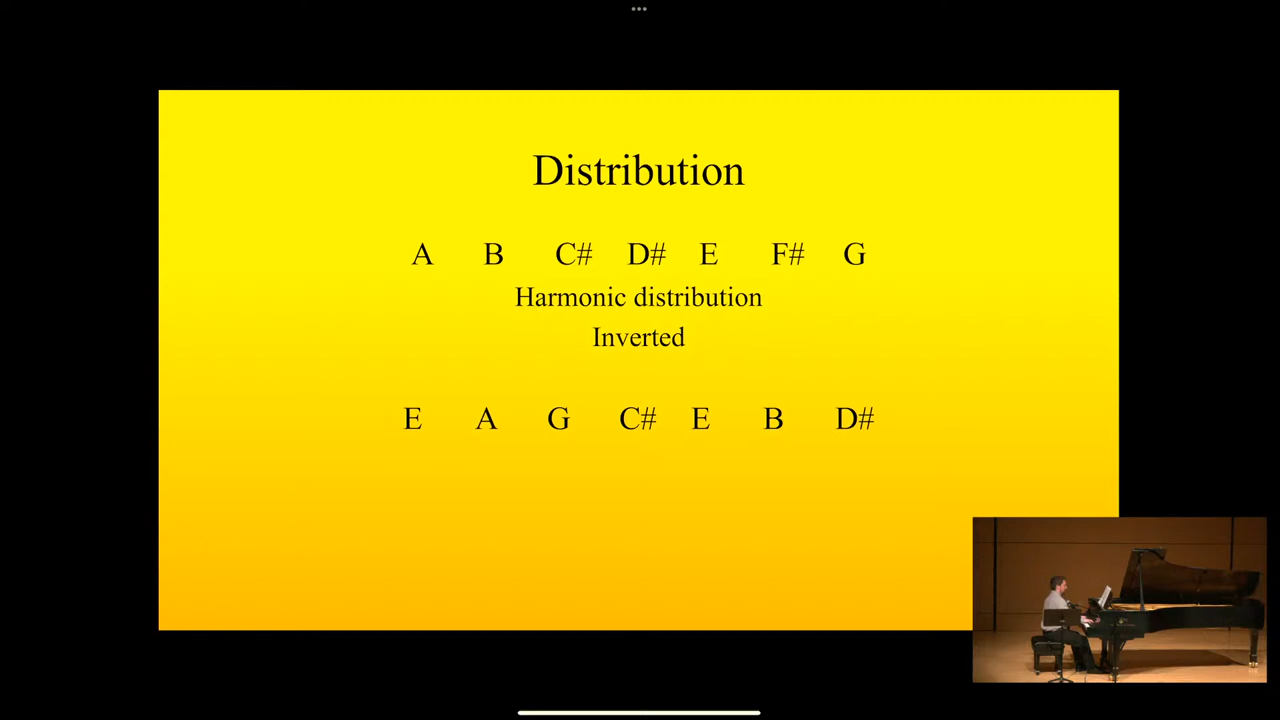 Distribution
A B C# D# E F# G
Harmonic distribution
Inverted
E A G C# E B D#